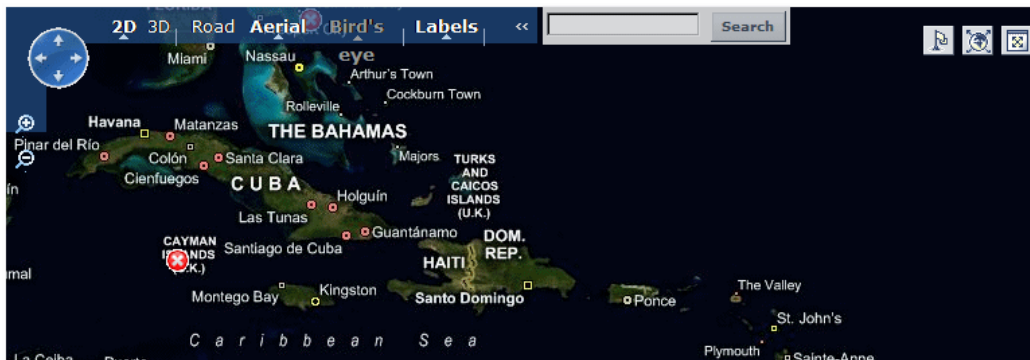 2D 3D Road Aerial Bird's eye Labels << Search
Miami
Nassau
Arthur's Town
Cockburn Town
Rolleville
Havana
Matanzas
THE BAHAMAS
Pinar del Río
Colón
Santa Clara
Majors
TURKS
AND
CAICOS
ISLANDS
(U.K.)
Cienfuegos
CUBA
Holguín
Las Tunas
Guantánamo
Santiago de Cuba
CAYMAN
DOM.
REP.
HAITI
Montego Bay
Kingston
Santo Domingo
Ponce
The Valley
St. John's
Caribbean Sea
Plymouth
Sainte-Anne
La Ceiba